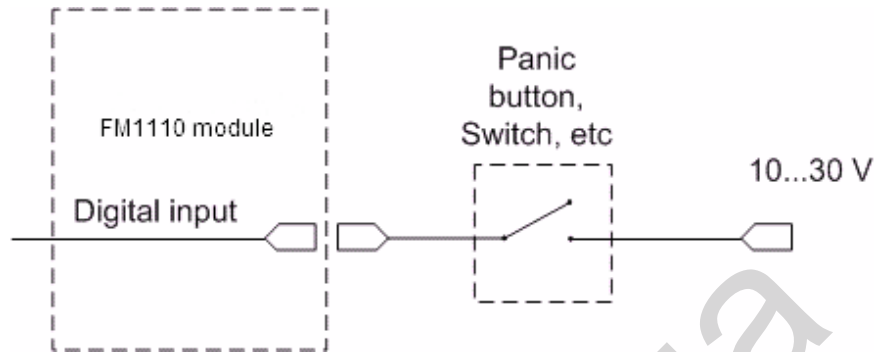 FM1110 module
Digital input
Panic
button,
Switch, etc
10...30 V